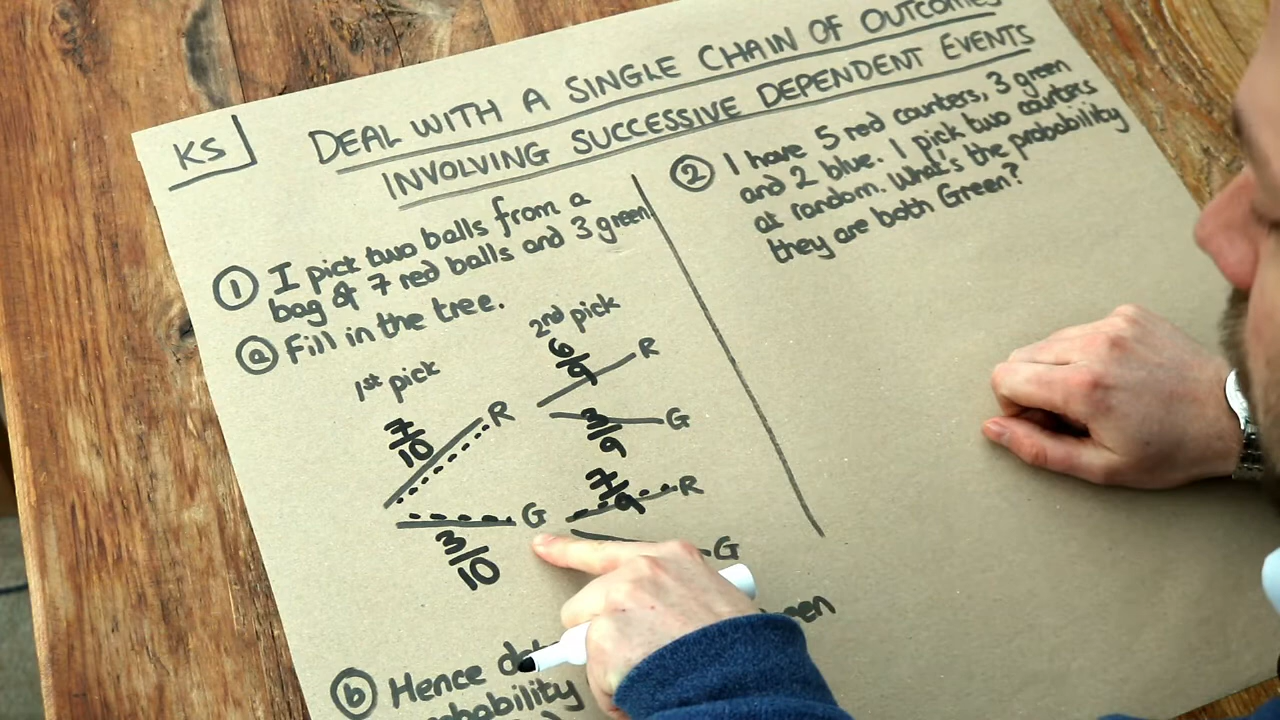 KS
DEAL WITH A SINGLE CHAIN OF OUTCOMES
INVOLVING SUCCESSIVE DEPENDENT EVENTS
1 I pick two balls from a
bag of 7 red balls and 3 green
a Fill in the tree.
1st pick
2nd pick
7/10
R
3/10
G
6/9
R
3/9
G
7/9
R
G
b Hence
probability
2 I have 5 red counters, 3 green
and 2 blue. I pick two counters
at random. What's the probability
they are both Green?